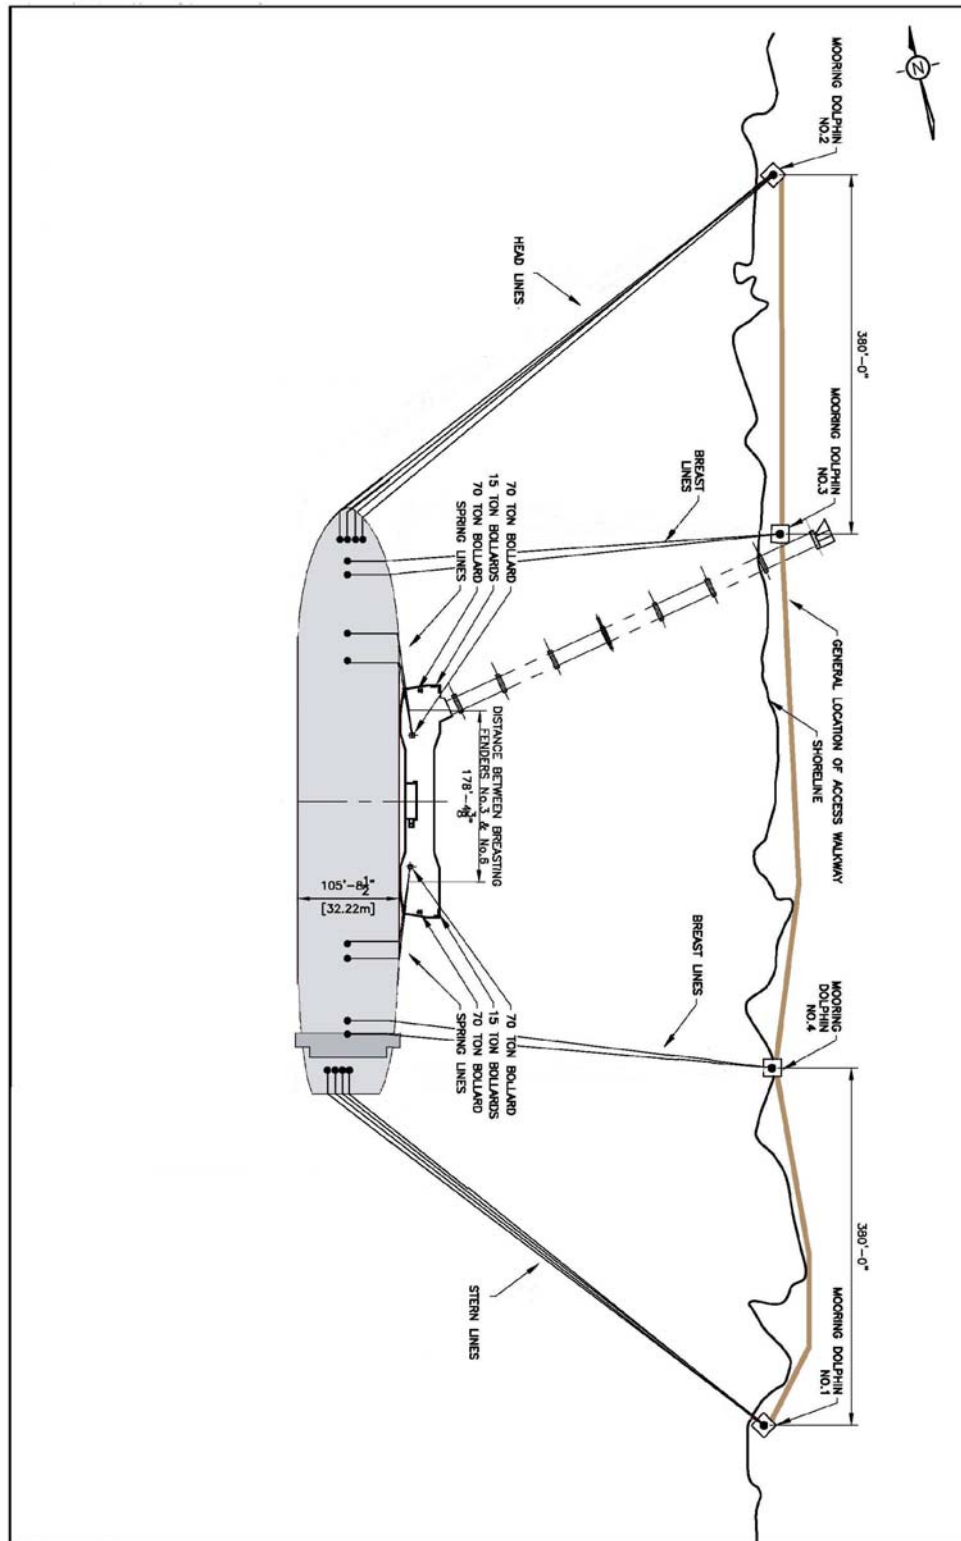 N
MOORING DOLPHIN
NO.2
380'-0"
HEAD LINES
MOORING DOLPHIN
NO.3
BREAST
LINES
70 TON BOLLARD
15 TON BOLLARDS
70 TON BOLLARD
SPRING LINES
GENERAL LOCATION OF ACCESS WALKWAY
SHORELINE
DISTANCE BETWEEN BREASTING
FENDERS No.3 & No.6
178'-4 3/8"
105'-8 1/2"
[32.22m]
MOORING
DOLPHIN
NO.4
BREAST LINES
70 TON BOLLARD
15 TON BOLLARDS
70 TON BOLLARD
SPRING LINES
380'-0"
STERN LINES
MOORING DOLPHIN
NO.1